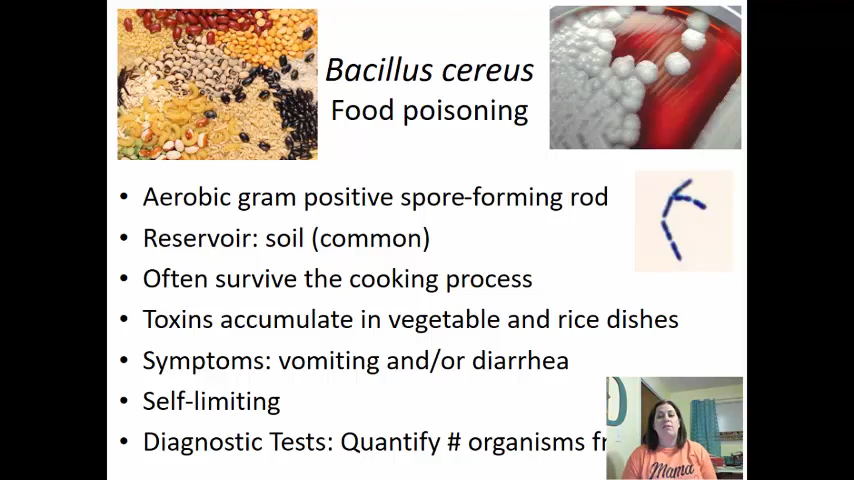 Bacillus cereus
Food poisoning
• Aerobic gram positive spore-forming rod
• Reservoir: soil (common)
• Often survive the cooking process
• Toxins accumulate in vegetable and rice dishes
• Symptoms: vomiting and/or diarrhea
• Self-limiting
• Diagnostic Tests: Quantify # organisms fr
Mama